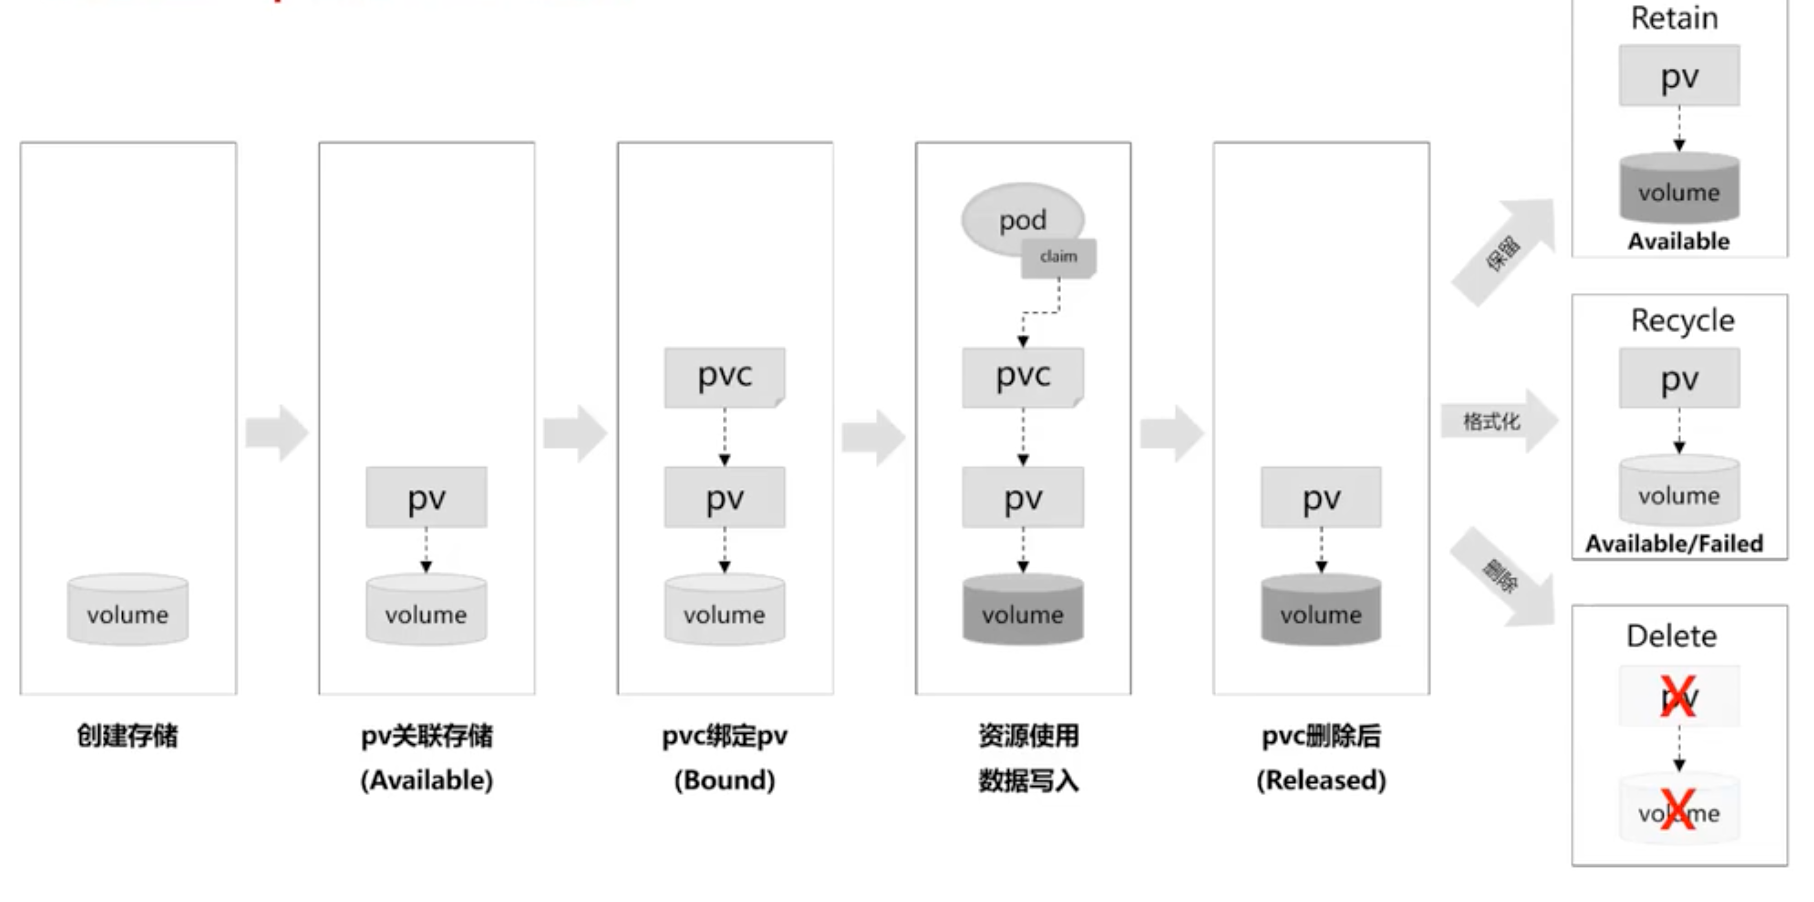 volume
创建存储
pv
volume
pv关联存储
(Available)
pvc
pv
volume
pvc绑定pv
(Bound)
pod
claim
pvc
pv
volume
资源使用
数据写入
pv
volume
pvc删除后
(Released)
保留
Retain
pv
volume
Available
格式化
Recycle
pv
volume
Available/Failed
删除
Delete
pv
volume